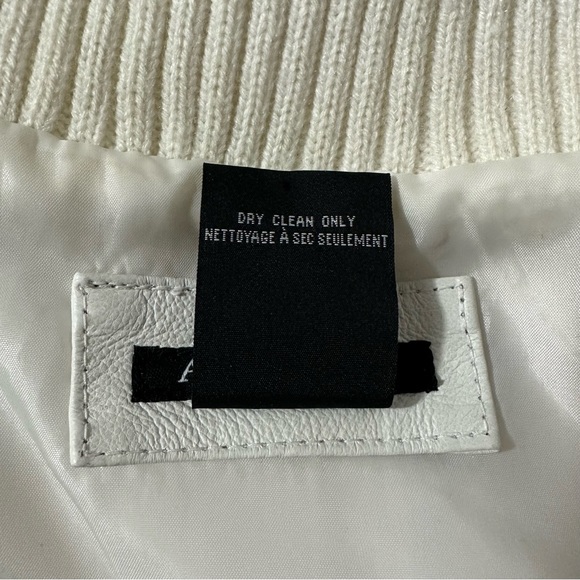 DRY CLEAN ONLY
NETTOYAGE À SEC SEULEMENT
A